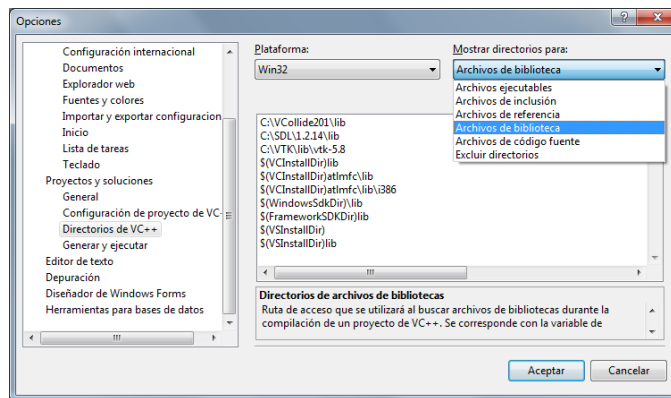 Opciones
Configuración internacional
Documentos
Explorador web
Fuentes y colores
Importar y exportar configuracion
Inicio
Lista de tareas
Teclado
Proyectos y soluciones
General
Configuración de proyecto de VC-
Directorios de VC++
Generar y ejecutar
Editor de texto
Depuración
Diseñador de Windows Forms
Herramientas para bases de datos
Plataforma:
Win32
Mostrar directorios para:
Archivos de biblioteca
Archivos ejecutables
Archivos de inclusión
Archivos de referencia
Archivos de biblioteca
Archivos de código fuente
Excluir directorios
C:\VCollide201\lib
C:\SDL\1.2.14\lib
C:\VTK\lib\vtk-5.8
$(VCInstallDir)lib
$(VCInstallDir)atlmfc\lib
$(VCInstallDir)atlmfc\lib\i386
$(WindowsSdkDir)\lib
$(FrameworkSDKDir)lib
$(VSInstallDir)
$(VSInstallDir)lib
Directorios de archivos de bibliotecas
Ruta de acceso que se utilizará al buscar archivos de bibliotecas durante la
compilación de un proyecto de VC++. Se corresponde con la variable de
Aceptar
Cancelar